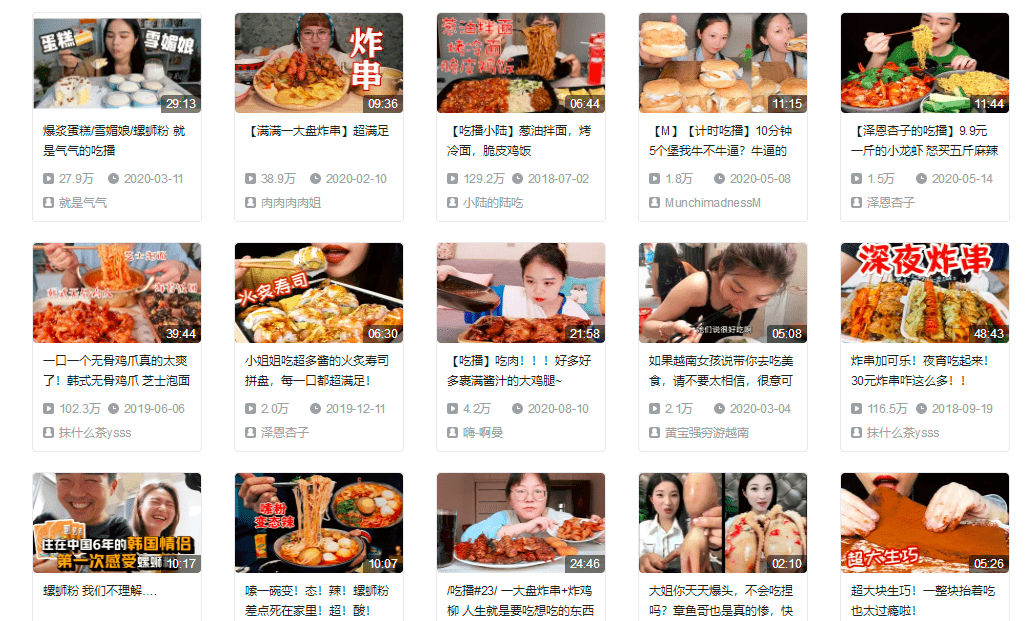 蛋糕
雪媚娘
29:13
炸串
09:36
葱油拌面
烤冷面
脆皮鸡饭
06:44
11:15
11:44
爆浆蛋糕/雪媚娘/螺蛳粉 就
是气气的吃播
【满满一大盘炸串】超满足
【吃播小陆】葱油拌面，烤
冷面，脆皮鸡饭
【M】【计时吃播】10分钟
5个堡我牛不牛逼？牛逼的
【泽恩杏子的吃播】9.9元
一斤的小龙虾 怒买五斤麻辣
27.9万 2020-03-11
38.9万 2020-02-10
129.2万 2018-07-02
1.8万 2020-05-08
1.5万 2020-05-14
就是气气
肉肉肉肉姐
小陆的陆吃
MunchimadnessM
泽恩杏子
芝士泡面
韩式无骨鸡爪
39:44
火炙寿司
06:30
21:58
她们说很好吃啊
05:08
深夜炸串
48:43
一口一个无骨鸡爪真的太爽
了！韩式无骨鸡爪 芝士泡面
小姐姐吃超多酱的火炙寿司
拼盘，每一口都超满足！
【吃播】吃肉！！！好多好
多裹满酱汁的大鸡腿~
如果越南女孩说带你去吃美
食，请不要太相信，很意可
炸串加可乐！夜宵吃起来！
30元炸串咋这么多！！
102.3万 2019-06-06
2.0万 2019-12-11
4.2万 2020-08-10
2.1万 2020-03-04
116.5万 2018-09-19
抹什么茶ysss
泽恩杏子
嗨-啊曼
黄宝强穷游越南
抹什么茶ysss
住在中国6年的韩国情侣
第一次感受螺蛳
10:17
嗦粉
变态辣
10:07
24:46
02:10
超大生巧
05:26
螺蛳粉 我们不理解....
嗦一碗变！态！辣！螺蛳粉
差点死在家里！超！酸！
/吃播#23/ 一大盘炸串+炸鸡
柳 人生就是要吃想吃的东西
大姐你天天爆头，不会吃捏
吗？章鱼哥也是真的惨，快
超大块生巧！一整块抬着吃
也太过瘾啦！